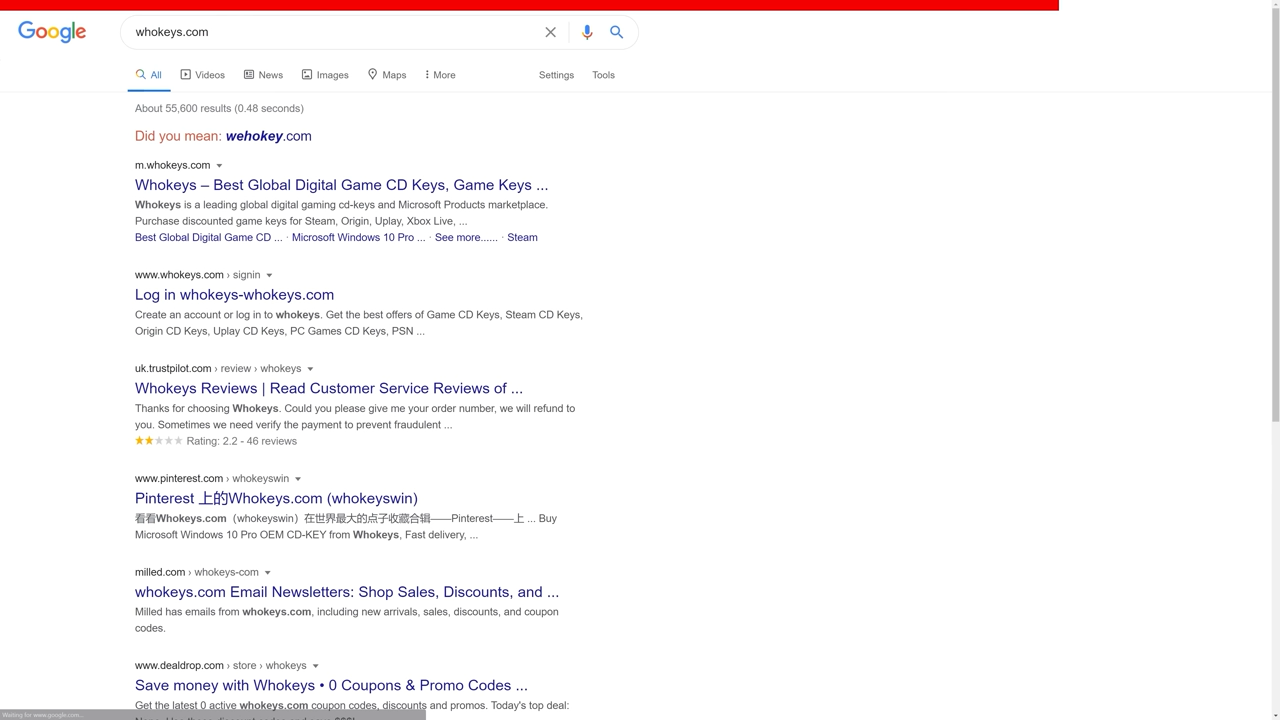 Google
whokeys.com
All Videos News Images Maps More Settings Tools
About 55,600 results (0.48 seconds)
Did you mean: wehokey.com
m.whokeys.com
Whokeys – Best Global Digital Game CD Keys, Game Keys ...
Whokeys is a leading global digital gaming cd-keys and Microsoft Products marketplace.
Purchase discounted game keys for Steam, Origin, Uplay, Xbox Live, ...
Best Global Digital Game CD ... · Microsoft Windows 10 Pro ... · See more...... · Steam
www.whokeys.com › signin
Log in whokeys-whokeys.com
Create an account or log in to whokeys. Get the best offers of Game CD Keys, Steam CD Keys,
Origin CD Keys, Uplay CD Keys, PC Games CD Keys, PSN ...
uk.trustpilot.com › review › whokeys
Whokeys Reviews | Read Customer Service Reviews of ...
Thanks for choosing Whokeys. Could you please give me your order number, we will refund to
you. Sometimes we need verify the payment to prevent fraudulent ...
Rating: 2.2 - 46 reviews
www.pinterest.com › whokeyswin
Pinterest 上的Whokeys.com (whokeyswin)
看看Whokeys.com（whokeyswin）在世界最大的点子收藏合辑——Pinterest——上 ... Buy
Microsoft Windows 10 Pro OEM CD-KEY from Whokeys, Fast delivery, ...
milled.com › whokeys-com
whokeys.com Email Newsletters: Shop Sales, Discounts, and ...
Milled has emails from whokeys.com, including new arrivals, sales, discounts, and coupon
codes.
www.dealdrop.com › store › whokeys
Save money with Whokeys • 0 Coupons & Promo Codes ...
Get the latest 0 active whokeys.com coupon codes, discounts and promos. Today's top deal:
Waiting for www.google.com...